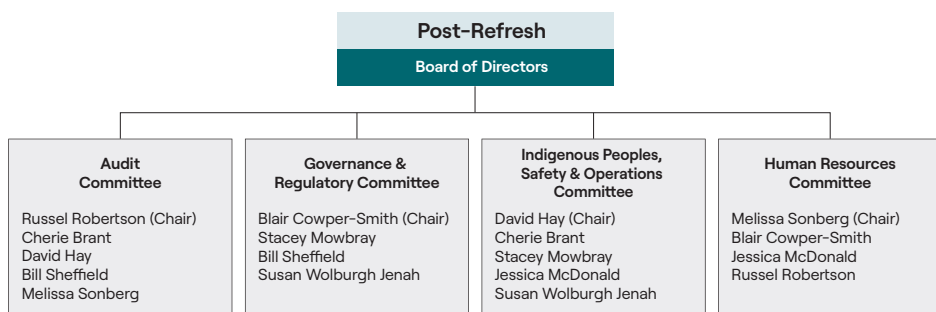 Post-Refresh
Board of Directors
Audit
Committee
Russel Robertson (Chair)
Cherie Brant
David Hay
Bill Sheffield
Melissa Sonberg
Governance &
Regulatory Committee
Blair Cowper-Smith (Chair)
Stacey Mowbray
Bill Sheffield
Susan Wolburgh Jenah
Indigenous Peoples,
Safety & Operations
Committee
David Hay (Chair)
Cherie Brant
Stacey Mowbray
Jessica McDonald
Susan Wolburgh Jenah
Human Resources
Committee
Melissa Sonberg (Chair)
Blair Cowper-Smith
Jessica McDonald
Russel Robertson